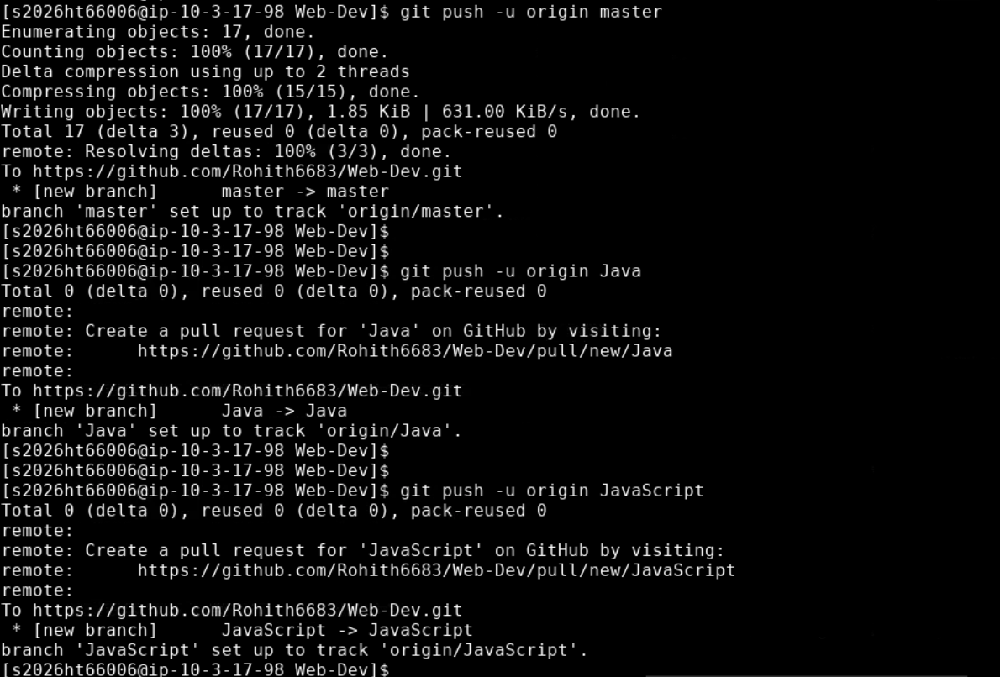 [s2026ht66006@ip-10-3-17-98 Web-Dev]$ git push -u origin master
Enumerating objects: 17, done.
Counting objects: 100% (17/17), done.
Delta compression using up to 2 threads
Compressing objects: 100% (15/15), done.
Writing objects: 100% (17/17), 1.85 KiB | 631.00 KiB/s, done.
Total 17 (delta 3), reused 0 (delta 0), pack-reused 0
remote: Resolving deltas: 100% (3/3), done.
To https://github.com/Rohith6683/Web-Dev.git
 * [new branch]      master -> master
branch 'master' set up to track 'origin/master'.
[s2026ht66006@ip-10-3-17-98 Web-Dev]$
[s2026ht66006@ip-10-3-17-98 Web-Dev]$
[s2026ht66006@ip-10-3-17-98 Web-Dev]$ git push -u origin Java
Total 0 (delta 0), reused 0 (delta 0), pack-reused 0
remote:
remote: Create a pull request for 'Java' on GitHub by visiting:
remote:      https://github.com/Rohith6683/Web-Dev/pull/new/Java
remote:
To https://github.com/Rohith6683/Web-Dev.git
 * [new branch]      Java -> Java
branch 'Java' set up to track 'origin/Java'.
[s2026ht66006@ip-10-3-17-98 Web-Dev]$
[s2026ht66006@ip-10-3-17-98 Web-Dev]$
[s2026ht66006@ip-10-3-17-98 Web-Dev]$ git push -u origin JavaScript
Total 0 (delta 0), reused 0 (delta 0), pack-reused 0
remote:
remote: Create a pull request for 'JavaScript' on GitHub by visiting:
remote:      https://github.com/Rohith6683/Web-Dev/pull/new/JavaScript
remote:
To https://github.com/Rohith6683/Web-Dev.git
 * [new branch]      JavaScript -> JavaScript
branch 'JavaScript' set up to track 'origin/JavaScript'.
[s2026ht66006@ip-10-3-17-98 Web-Dev]$